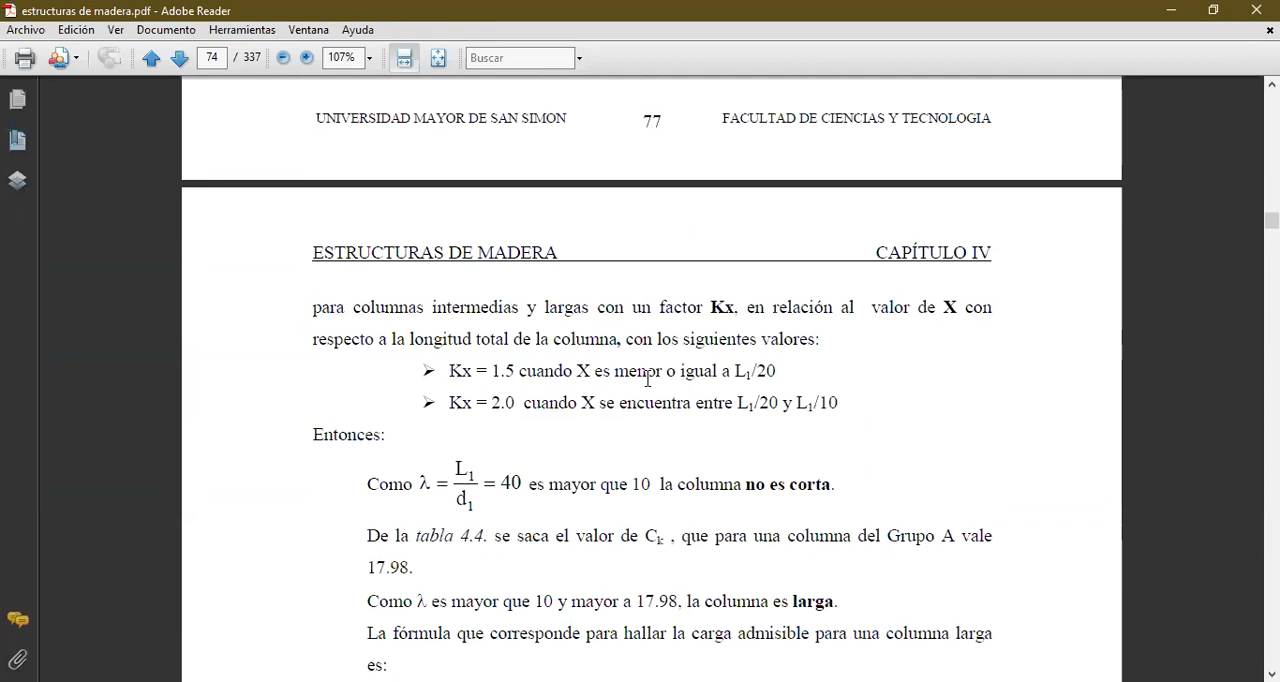 estructuras de madera.pdf - Adobe Reader
Archivo Edición Ver Documento Herramientas Ventana Ayuda
74 / 337 107% Buscar
UNIVERSIDAD MAYOR DE SAN SIMON 77 FACULTAD DE CIENCIAS Y TECNOLOGIA
ESTRUCTURAS DE MADERA CAPÍTULO IV
para columnas intermedias y largas con un factor Kx, en relación al valor de X con
respecto a la longitud total de la columna, con los siguientes valores:
➢ Kx = 1.5 cuando X es menor o igual a L₁/20
➢ Kx = 2.0 cuando X se encuentra entre L₁/20 y L₁/10
Entonces:
Como λ = L₁/d₁ = 40 es mayor que 10 la columna no es corta.
De la tabla 4.4. se saca el valor de Cₖ , que para una columna del Grupo A vale
17.98.
Como λ es mayor que 10 y mayor a 17.98, la columna es larga.
La fórmula que corresponde para hallar la carga admisible para una columna larga
es: